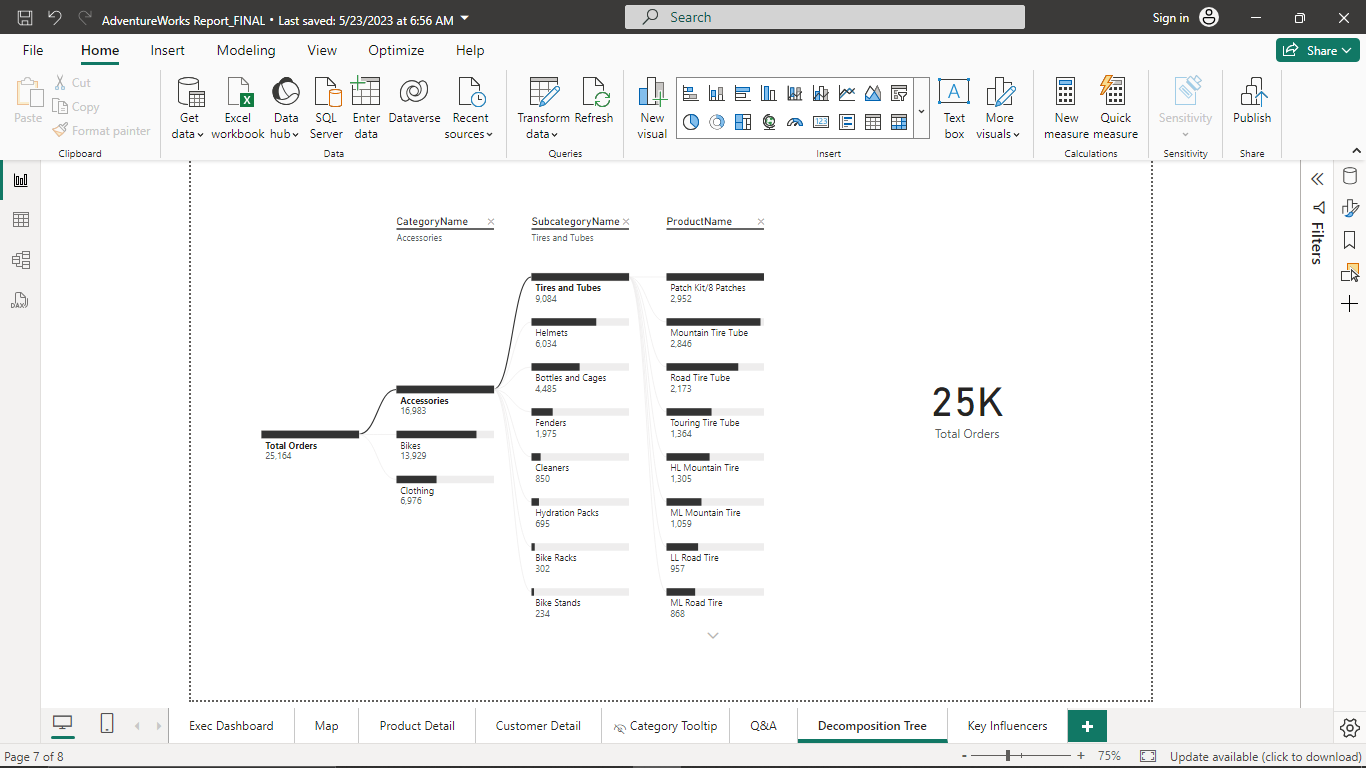 AdventureWorks Report_FINAL • Last saved: 5/23/2023 at 6:56 AM
Search
Sign in
File
Home
Insert
Modeling
View
Optimize
Help
Share
Paste
Cut
Copy
Format painter
Clipboard
Get data
Excel workbook
Data hub
SQL Server
Enter data
Dataverse
Recent sources
Data
Transform data
Refresh
Queries
New visual
123
A
Text box
More visuals
Insert
New measure
Quick measure
Calculations
Sensitivity
Sensitivity
Publish
Share
DAX
Filters
CategoryName
Accessories
SubcategoryName
Tires and Tubes
ProductName
Total Orders
25,164
Accessories
16,983
Bikes
13,929
Clothing
6,976
Tires and Tubes
9,084
Helmets
6,034
Bottles and Cages
4,485
Fenders
1,975
Cleaners
850
Hydration Packs
695
Bike Racks
302
Bike Stands
234
Patch Kit/8 Patches
2,952
Mountain Tire Tube
2,846
Road Tire Tube
2,173
Touring Tire Tube
1,364
HL Mountain Tire
1,305
ML Mountain Tire
1,059
LL Road Tire
957
ML Road Tire
868
25K
Total Orders
Exec Dashboard
Map
Product Detail
Customer Detail
Category Tooltip
Q&A
Decomposition Tree
Key Influencers
+
Page 7 of 8
-
+
75%
Update available (click to download)